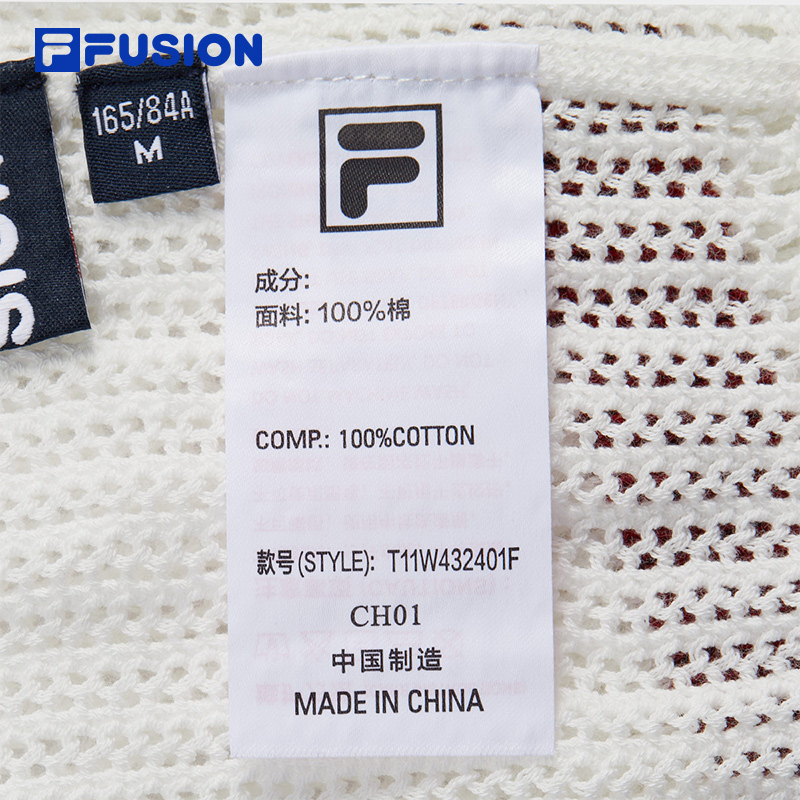 FUSION
165/84A
M
成分:
面料: 100%棉
COMP.: 100%COTTON
款号(STYLE): T11W432401F
CH01
中国制造
MADE IN CHINA